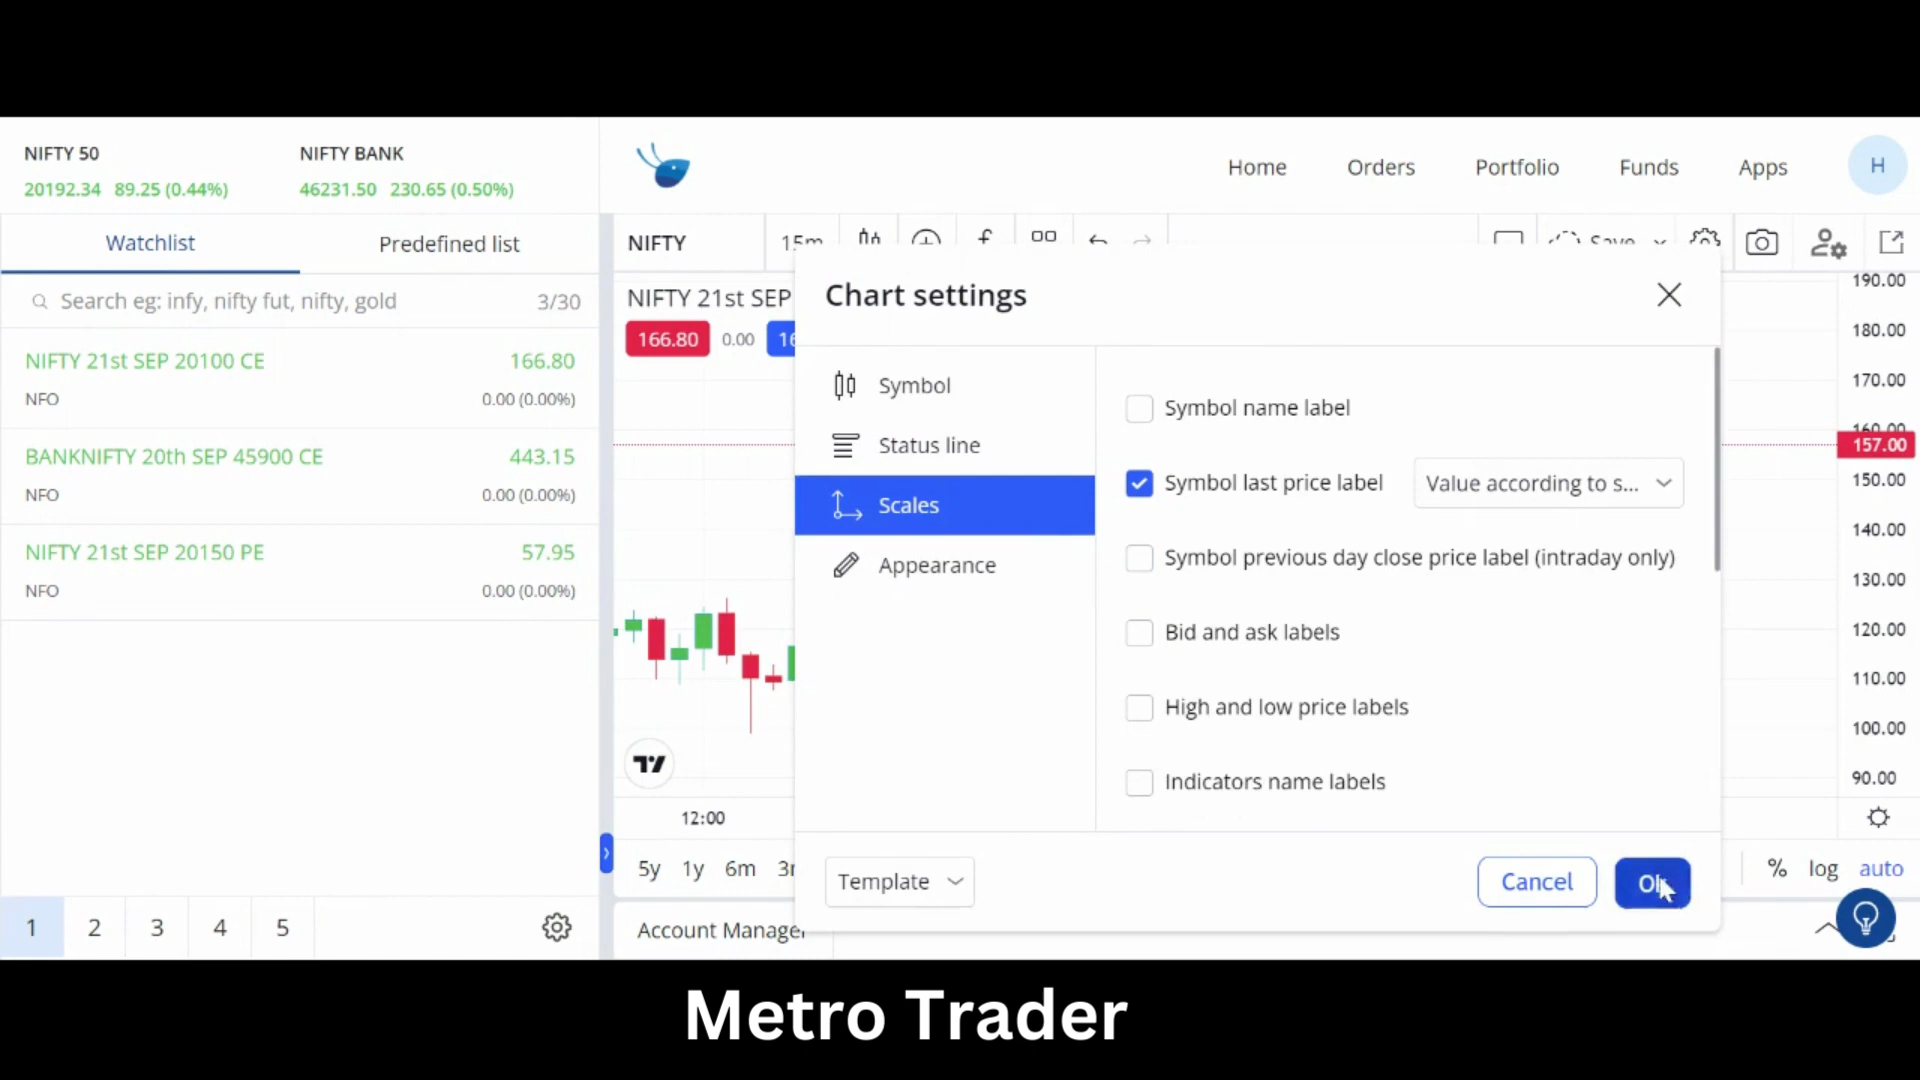 NIFTY 50
20192.34 89.25 (0.44%)
NIFTY BANK
46231.50 230.65 (0.50%)
Home Orders Portfolio Funds Apps H
Watchlist Predefined list
Search eg: infy, nifty fut, nifty, gold 3/30
NIFTY 21st SEP 20100 CE 166.80
NFO 0.00 (0.00%)
BANKNIFTY 20th SEP 45900 CE 443.15
NFO 0.00 (0.00%)
NIFTY 21st SEP 20150 PE 57.95
NFO 0.00 (0.00%)
1 2 3 4 5
NIFTY 15m Save
NIFTY 21st SEP
166.80 0.00 16
Chart settings
Symbol
Status line
Scales
Appearance
Symbol name label
Symbol last price label Value according to s...
Symbol previous day close price label (intraday only)
Bid and ask labels
High and low price labels
Indicators name labels
Template Cancel Ok
190.00
180.00
170.00
160.00
157.00
150.00
140.00
130.00
120.00
110.00
100.00
90.00
12:00
5y 1y 6m
% log auto
Account Manager
Metro Trader